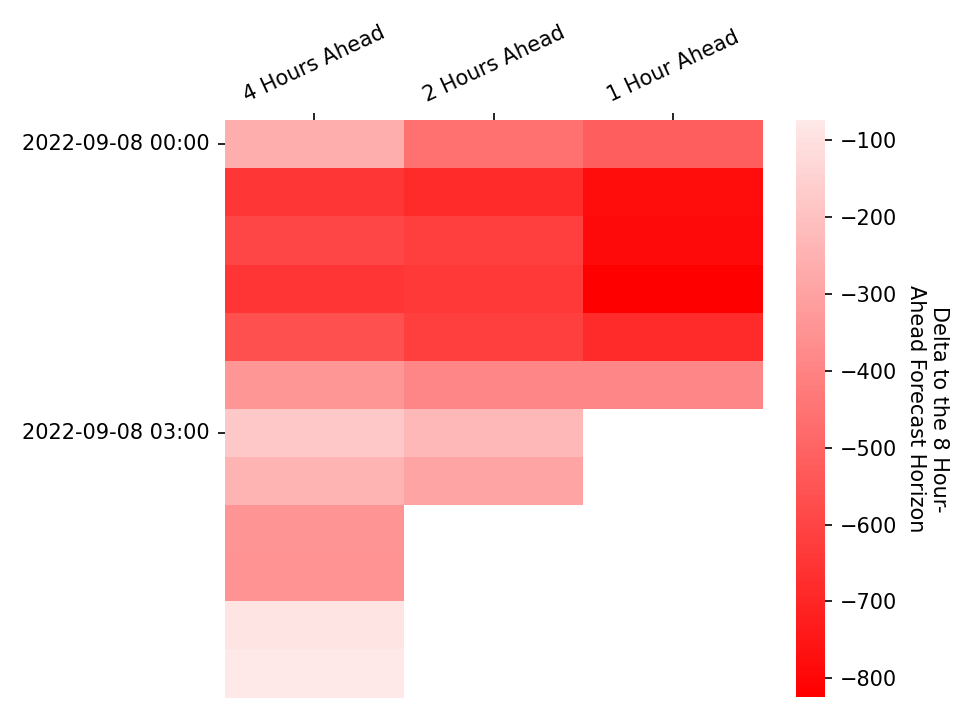 4 Hours Ahead
2 Hours Ahead
1 Hour Ahead
2022-09-08 00:00
2022-09-08 03:00
−100
−200
−300
−400
−500
−600
−700
−800
Delta to the 8 Hour-
Ahead Forecast Horizon